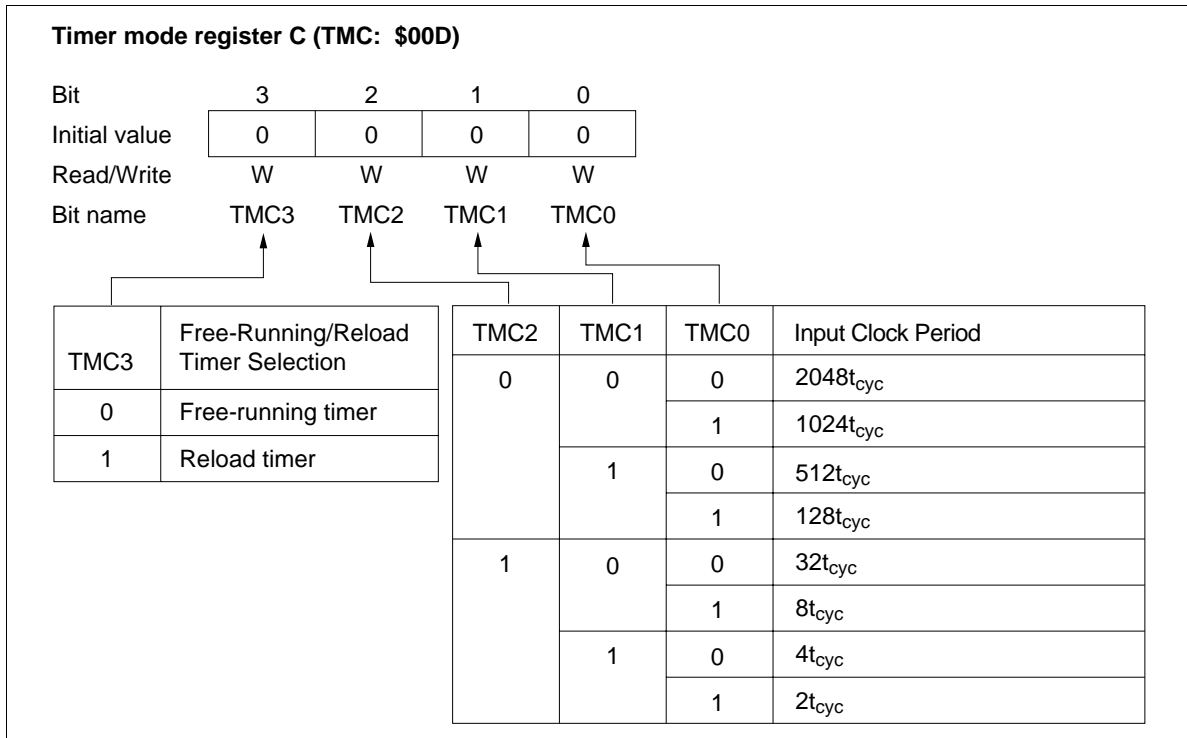 Timer mode register C (TMC: $00D)
Bit 3 2 1 0
Initial value 0 0 0 0
Read/Write W W W W
Bit name TMC3 TMC2 TMC1 TMC0
TMC3 Free-Running/Reload Timer Selection
0 Free-running timer
1 Reload timer
TMC2 TMC1 TMC0 Input Clock Period
0 0 0 2048tcyc
1 1024tcyc
1 0 512tcyc
1 128tcyc
1 0 0 32tcyc
1 8tcyc
1 0 4tcyc
1 2tcyc